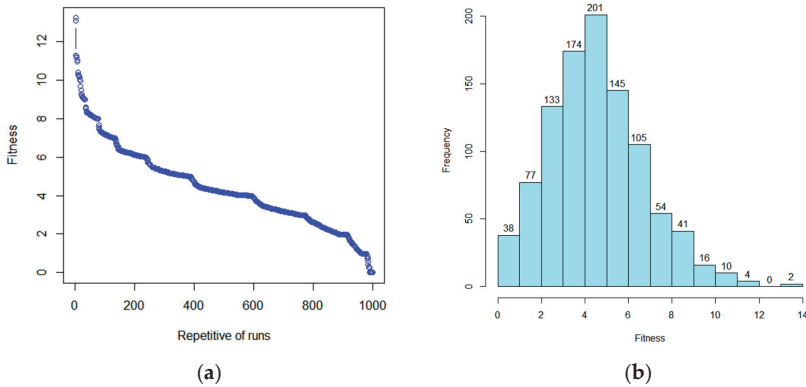 12
10
8
6
4
2
0
Fitness
0 200 400 600 800 1000
Repetitive of runs
(a)
200
150
100
50
0
Frequency
38 77 133 174 201 145 105 54 41 16 10 4 0 2
0 2 4 6 8 10 12 14
Fitness
(b)